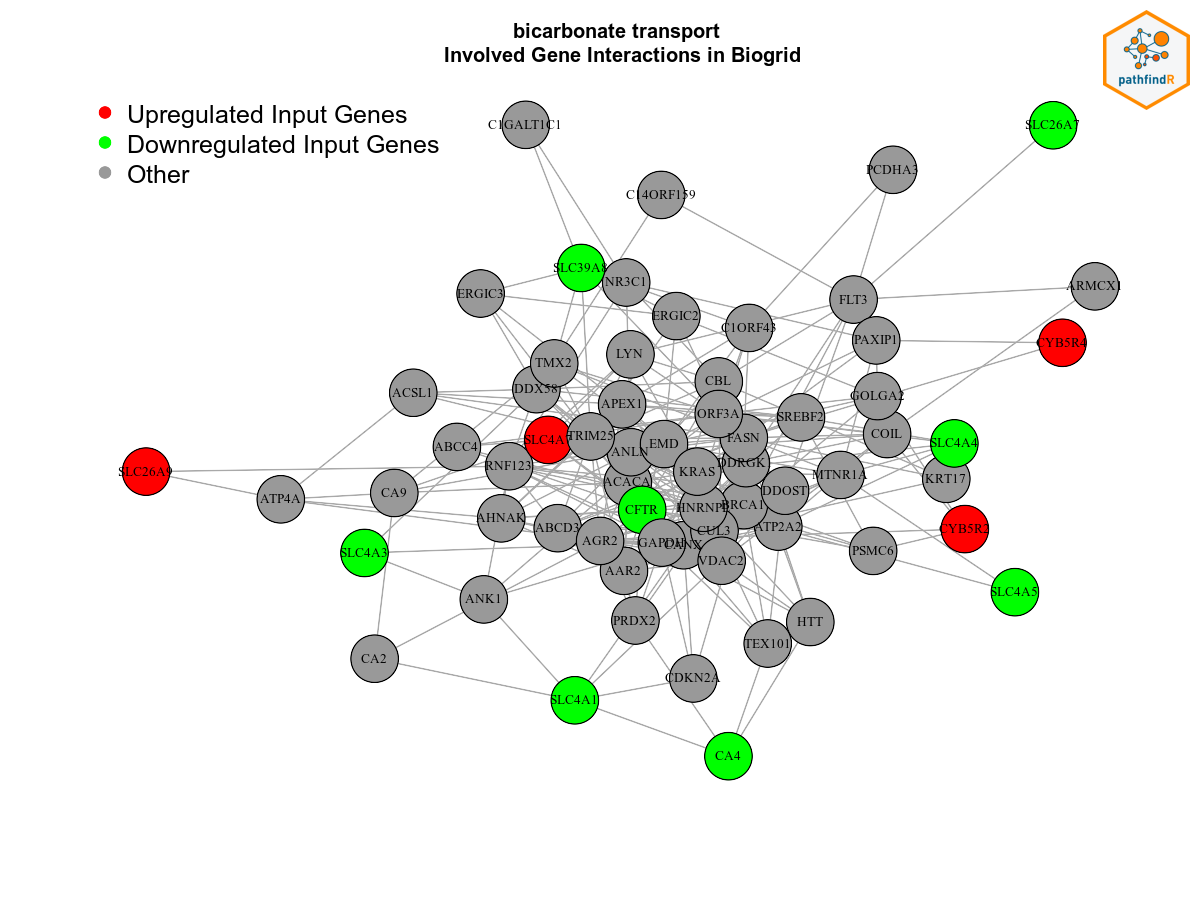 bicarbonate transport
Involved Gene Interactions in Biogrid
pathfindR
Upregulated Input Genes
Downregulated Input Genes
Other
C1GALT1C1
SLC26A7
PCDHA3
C14ORF159
SLC39A8
NR3C1
ERGIC3
FLT3
ARMCX1
ERGIC2
C1ORF43
PAXIP1
CYB5R4
LYN
TMX2
DDX58
CBL
ACSL1
GOLGA2
APEX1
ORF3A
SREBF2
COIL
SLC4A4
TRIM25
FASN
EMD
ABCC4
ANLN
RNF123
DDRGK
KRAS
SLC26A9
MTNR1A
KRT17
ACACA
DDOST
CA9
ATP4A
CFTR
HNRNPL
BRCA1
AHNAK
ABCD3
ATP2A2
CYB5R2
CUL3
AGR2
GAPDH
CANX
SLC4A3
PSMC6
VDAC2
AAR2
SLC4A5
ANK1
PRDX2
HTT
TEX101
CA2
CDKN2A
SLC4A1
CA4